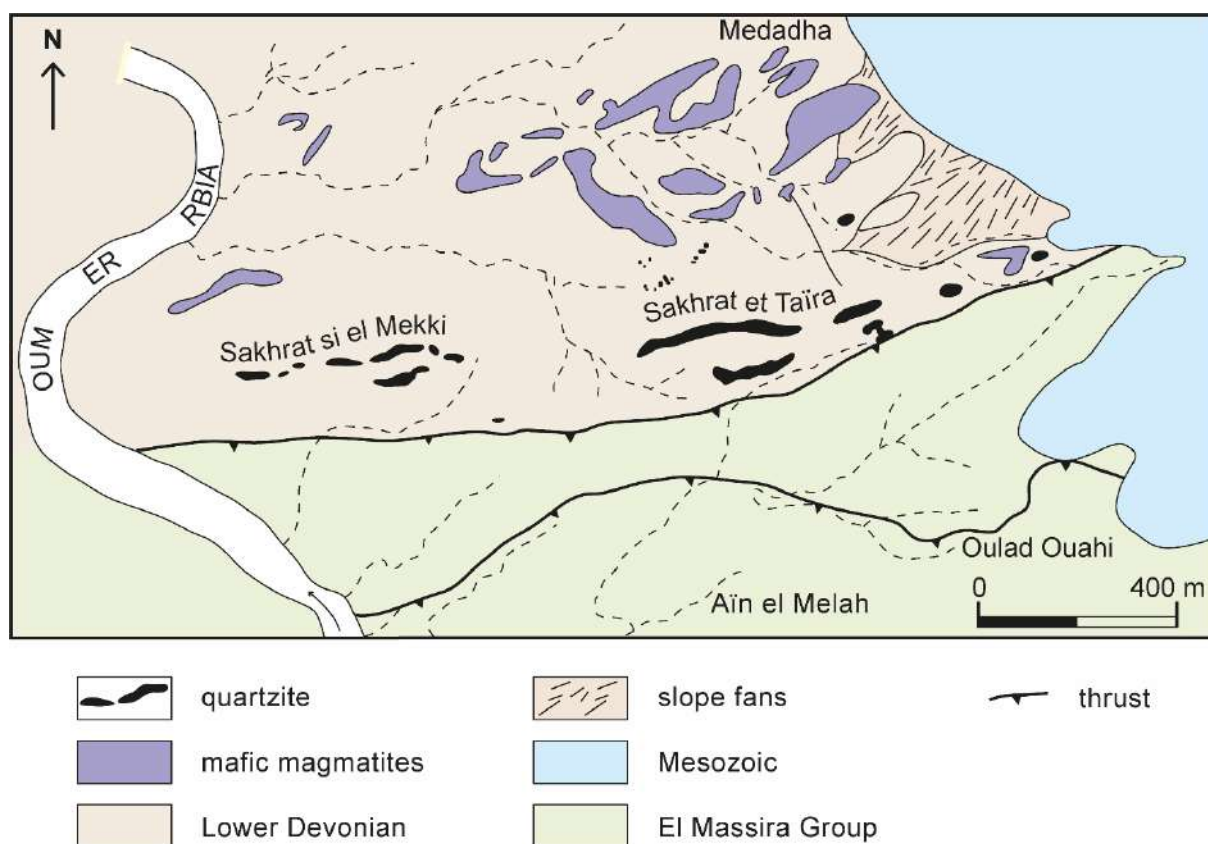 N
Medadha
OUM ER RBIA
Sakhrat et Taïra
Sakhrat si el Mekki
Oulad Ouahi
Aïn el Melah
0 400 m
quartzite
slope fans
thrust
mafic magmatites
Mesozoic
Lower Devonian
El Massira Group